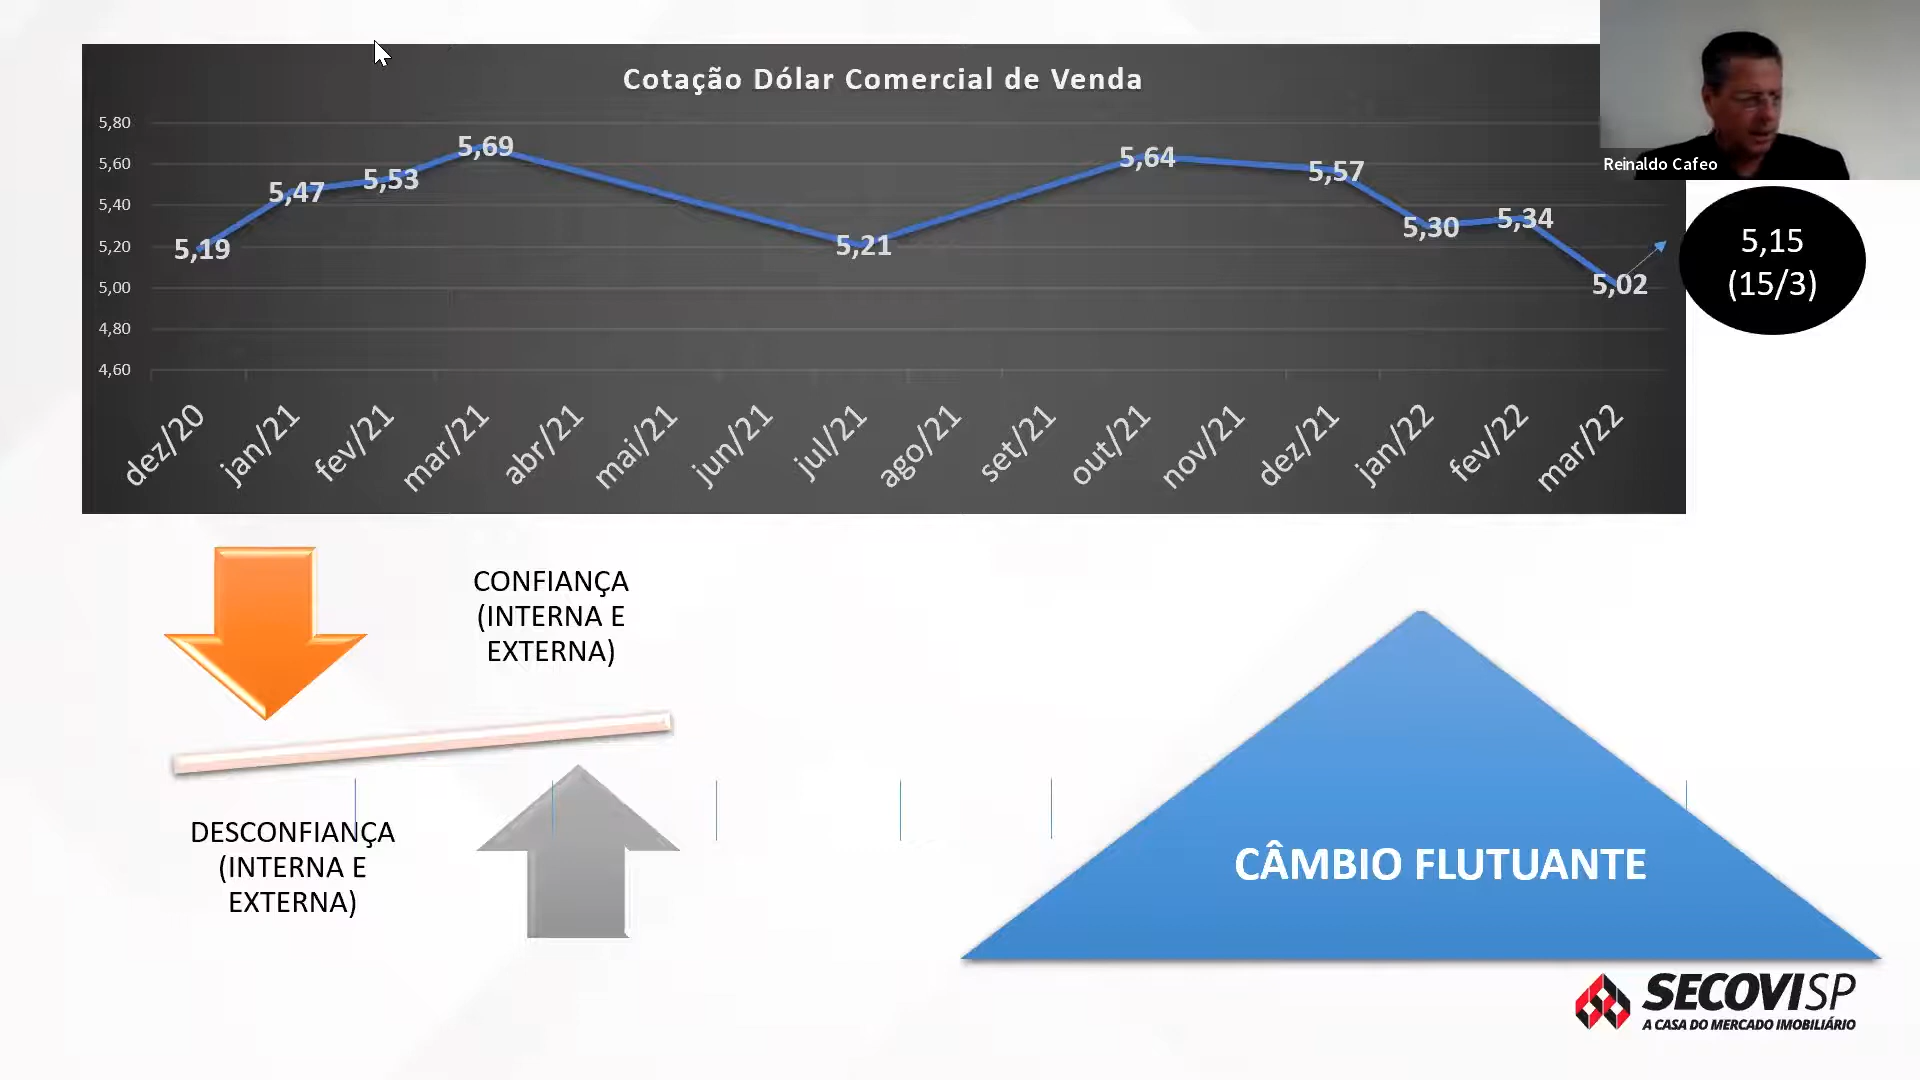 Cotação Dólar Comercial de Venda
5,80
5,60
5,40
5,20
5,00
4,80
4,60
5,19
5,47
5,53
5,69
5,21
5,64
5,57
5,30
5,34
5,02
dez/20
jan/21
fev/21
mar/21
abr/21
mai/21
jun/21
jul/21
ago/21
set/21
out/21
nov/21
dez/21
jan/22
fev/22
mar/22
Reinaldo Cafeo
5,15
(15/3)
CONFIANÇA
(INTERNA E
EXTERNA)
DESCONFIANÇA
(INTERNA E
EXTERNA)
CÂMBIO FLUTUANTE
SECOVISP
A CASA DO MERCADO IMOBILIÁRIO